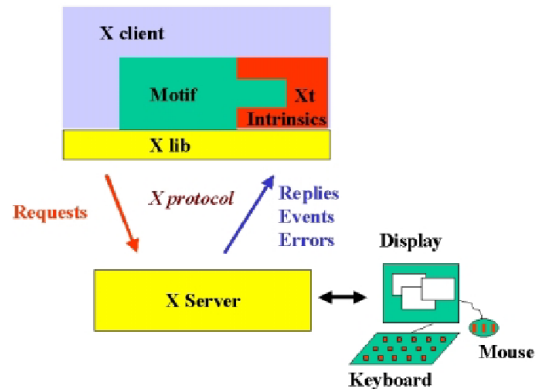 X client
Motif
Xt
Intrinsics
X lib
Requests
X protocol
Replies
Events
Errors
Display
X Server
Mouse
Keyboard